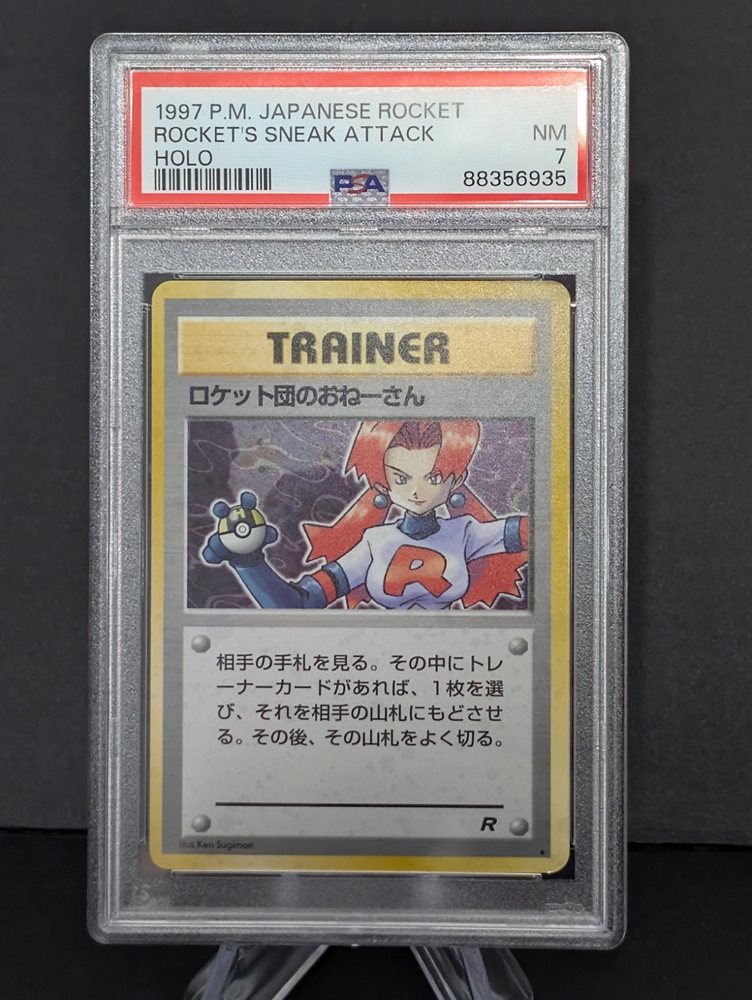 1997 P.M. JAPANESE ROCKET
ROCKET'S SNEAK ATTACK NM
HOLO 7
PSA 88356935
TRAINER
ロケット団のおねーさん
R
相手の手札を見る。その中にトレ
ーナーカードがあれば、1枚を選
び、それを相手の山札にもどさせ
る。その後、その山札をよく切る。
R
Illus. Ken Sugimori